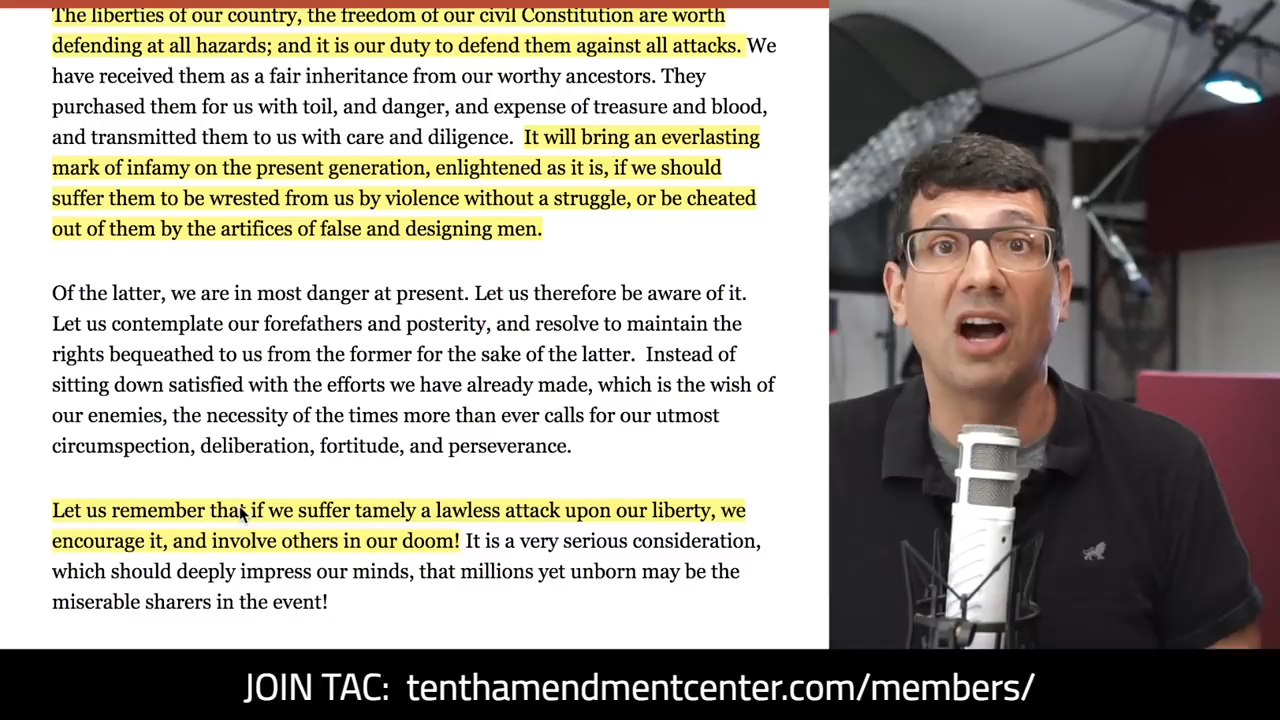 The liberties of our country, the freedom of our civil Constitution are worth
defending at all hazards; and it is our duty to defend them against all attacks. We
have received them as a fair inheritance from our worthy ancestors. They
purchased them for us with toil, and danger, and expense of treasure and blood,
and transmitted them to us with care and diligence. It will bring an everlasting
mark of infamy on the present generation, enlightened as it is, if we should
suffer them to be wrested from us by violence without a struggle, or be cheated
out of them by the artifices of false and designing men.
Of the latter, we are in most danger at present. Let us therefore be aware of it.
Let us contemplate our forefathers and posterity, and resolve to maintain the
rights bequeathed to us from the former for the sake of the latter. Instead of
sitting down satisfied with the efforts we have already made, which is the wish of
our enemies, the necessity of the times more than ever calls for our utmost
circumspection, deliberation, fortitude, and perseverance.
Let us remember that if we suffer tamely a lawless attack upon our liberty, we
encourage it, and involve others in our doom! It is a very serious consideration,
which should deeply impress our minds, that millions yet unborn may be the
miserable sharers in the event!
JOIN TAC: tenthamendmentcenter.com/members/